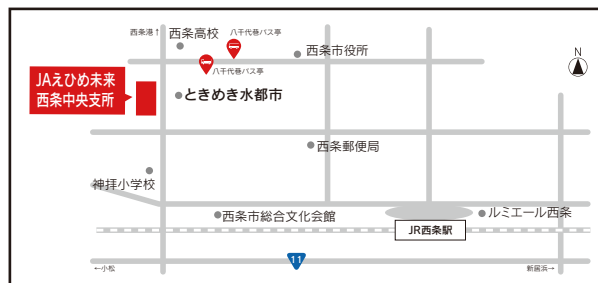 西条港↑
西条高校
八千代巷バス亭
西条市役所
N
八千代巷バス亭
JAえひめ未来
西条中央支所
ときめき水都市
西条郵便局
神拝小学校
西条市総合文化会館
ルミエール西条
JR西条駅
11
←小松
新居浜→